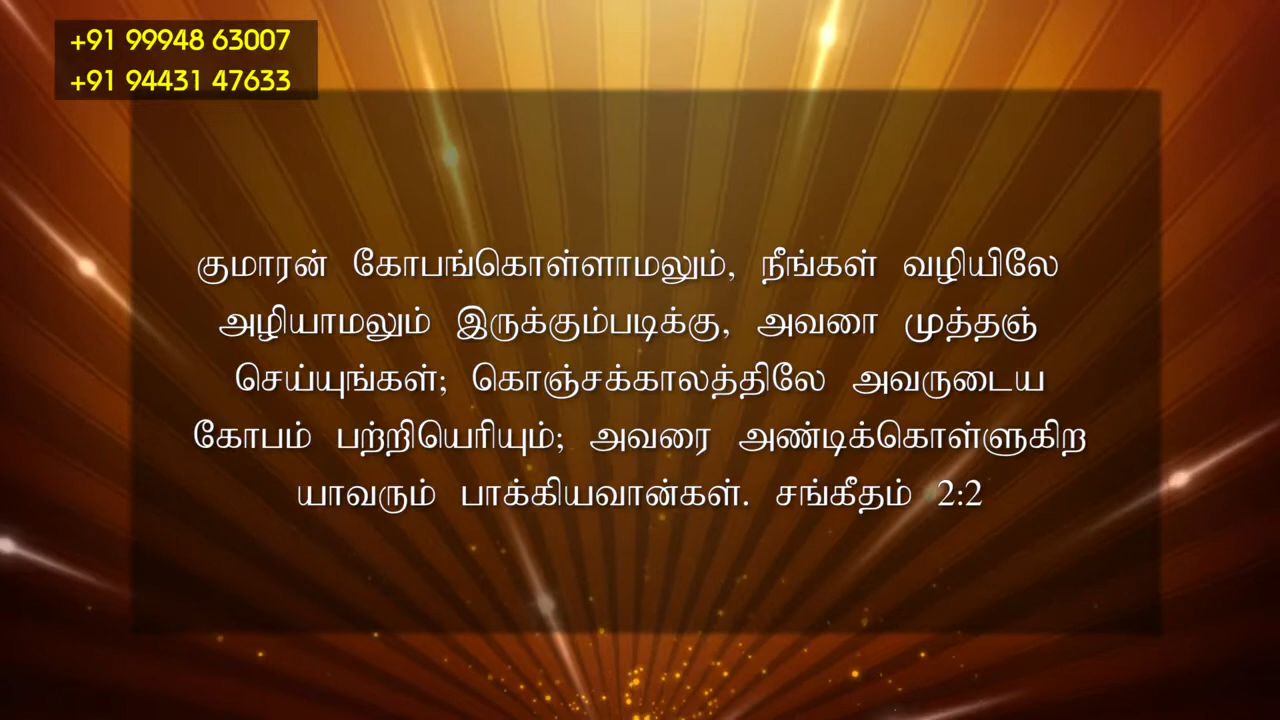 +91 99948 63007
+91 94431 47633
குமாரன் கோபங்கொள்ளாமலும், நீங்கள் வழியிலே
அழியாமலும் இருக்கும்படிக்கு, அவரை முத்தஞ்
செய்யுங்கள்; கொஞ்சக்காலத்திலே அவருடைய
கோபம் பற்றியெரியும்; அவரை அண்டிக்கொள்ளுகிற
யாவரும் பாக்கியவான்கள். சங்கீதம் 2:2